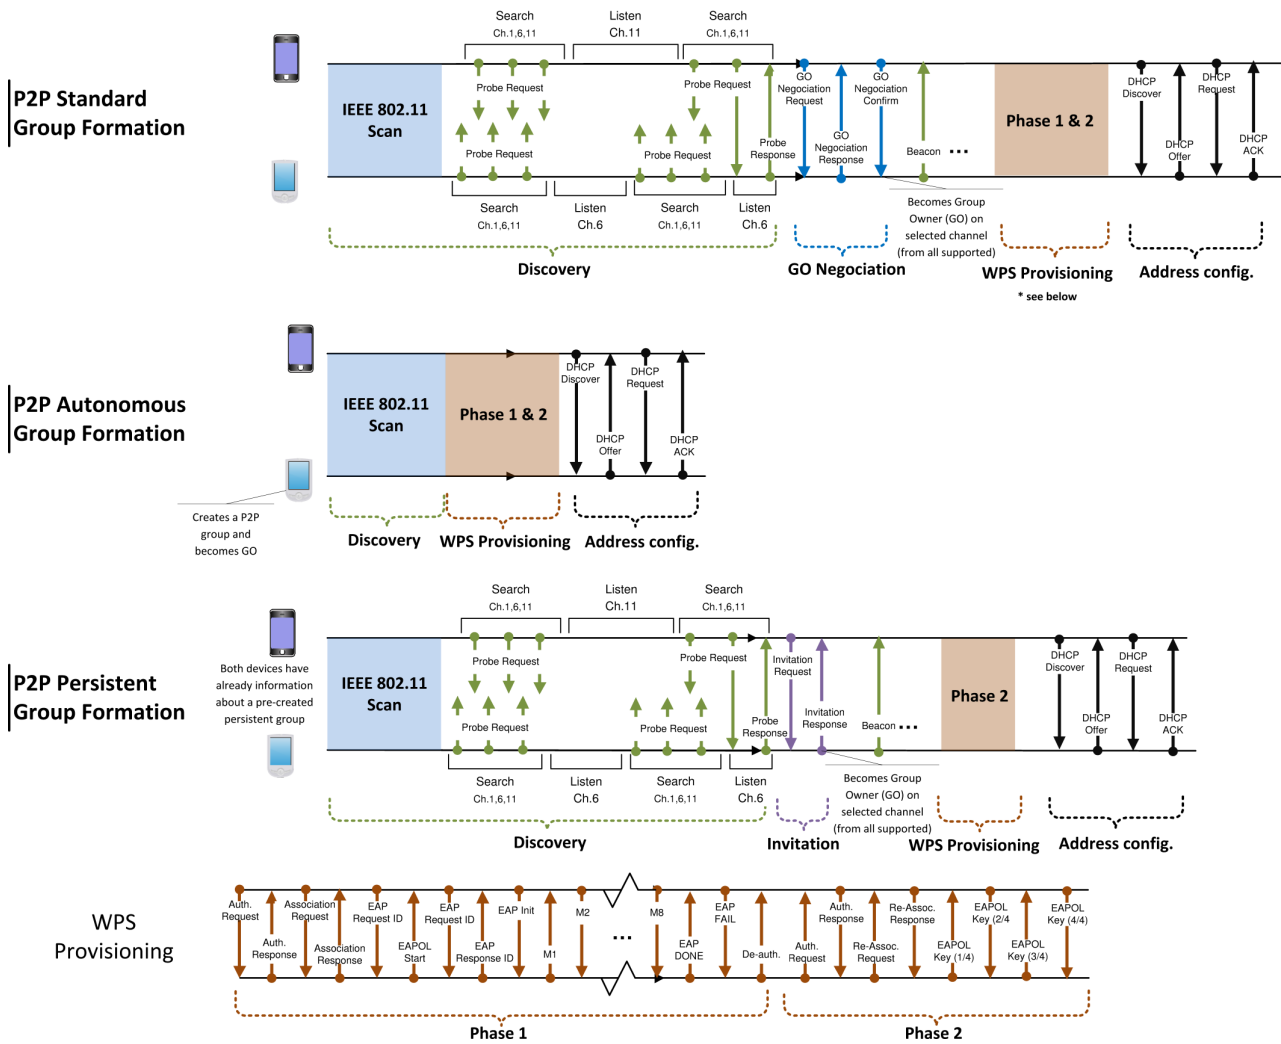 Search
Ch.1,6,11
Listen
Ch.11
Search
Ch.1,6,11
P2P Standard
Group Formation
IEEE 802.11
Scan
Probe Request
Probe Request
Probe Request
Probe Request
Probe
Response
GO
Negociation
Request
GO
Negociation
Response
GO
Negociation
Confirm
Beacon
...
Phase 1 & 2
DHCP
Discover
DHCP
Offer
DHCP
Request
DHCP
ACK
Search
Ch.1,6,11
Listen
Ch.6
Search
Ch.1,6,11
Listen
Ch.6
Becomes Group
Owner (GO) on
selected channel
(from all supported)
Discovery
GO Negociation
WPS Provisioning
* see below
Address config.
P2P Autonomous
Group Formation
IEEE 802.11
Scan
Phase 1 & 2
DHCP
Discover
DHCP
Offer
DHCP
Request
DHCP
ACK
Creates a P2P
group and
becomes GO
Discovery
WPS Provisioning
Address config.
Search
Ch.1,6,11
Listen
Ch.11
Search
Ch.1,6,11
P2P Persistent
Group Formation
Both devices have
already information
about a pre-created
persistent group
IEEE 802.11
Scan
Probe Request
Probe Request
Probe Request
Probe Request
Probe
Response
Invitation
Request
Invitation
Response
Beacon
...
Phase 2
DHCP
Discover
DHCP
Offer
DHCP
Request
DHCP
ACK
Search
Ch.1,6,11
Listen
Ch.6
Search
Ch.1,6,11
Listen
Ch.6
Becomes Group
Owner (GO) on
selected channel
(from all supported)
Discovery
Invitation
WPS Provisioning
Address config.
WPS
Provisioning
Auth.
Request
Auth.
Response
Association
Request
Association
Response
EAP
Request ID
EAPOL
Start
EAP
Request ID
EAP
Response ID
EAP Init
M1
M2
...
M8
EAP
DONE
EAP
FAIL
De-auth.
Auth.
Request
Auth.
Response
Re-Assoc.
Request
Re-Assoc.
Response
EAPOL
Key (1/4)
EAPOL
Key (2/4
EAPOL
Key (3/4)
EAPOL
Key (4/4)
Phase 1
Phase 2